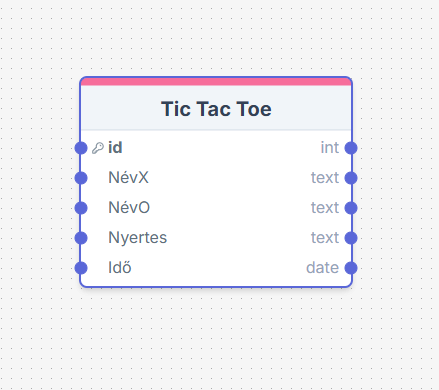 Tic Tac Toe
id int
NévX text
NévO text
Nyertes text
Idő date